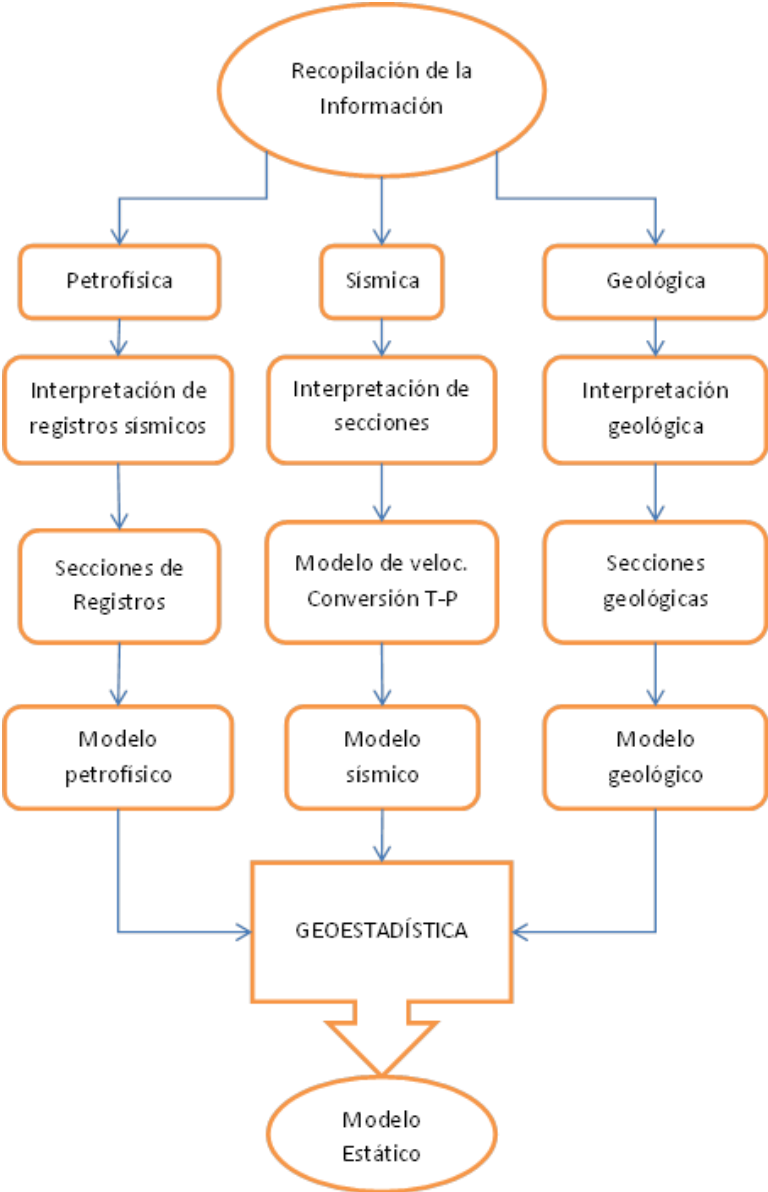 Recopilación de la
Información
Petrofísica
Sísmica
Geológica
Interpretación de
registros sísmicos
Interpretación de
secciones
Interpretación
geológica
Secciones de
Registros
Modelo de veloc.
Conversión T-P
Secciones
geológicas
Modelo
petrofísico
Modelo
sísmico
Modelo
geológico
GEOESTADÍSTICA
Modelo
Estático